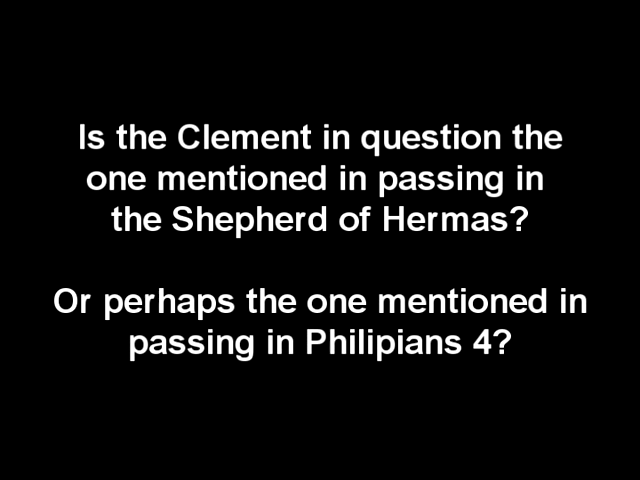 Is the Clement in question the
one mentioned in passing in
the Shepherd of Hermas?
Or perhaps the one mentioned in
passing in Philipians 4?